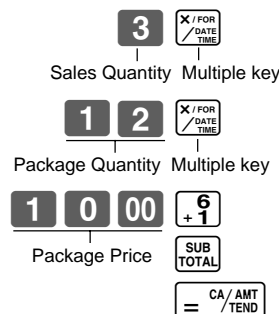 3 X / FOR /DATE TIME
Sales Quantity Multiple key
1 2 X / FOR /DATE TIME
Package Quantity Multiple key
1 0 00 6 + 1
Package Price SUB TOTAL
= CA/AMT /TEND